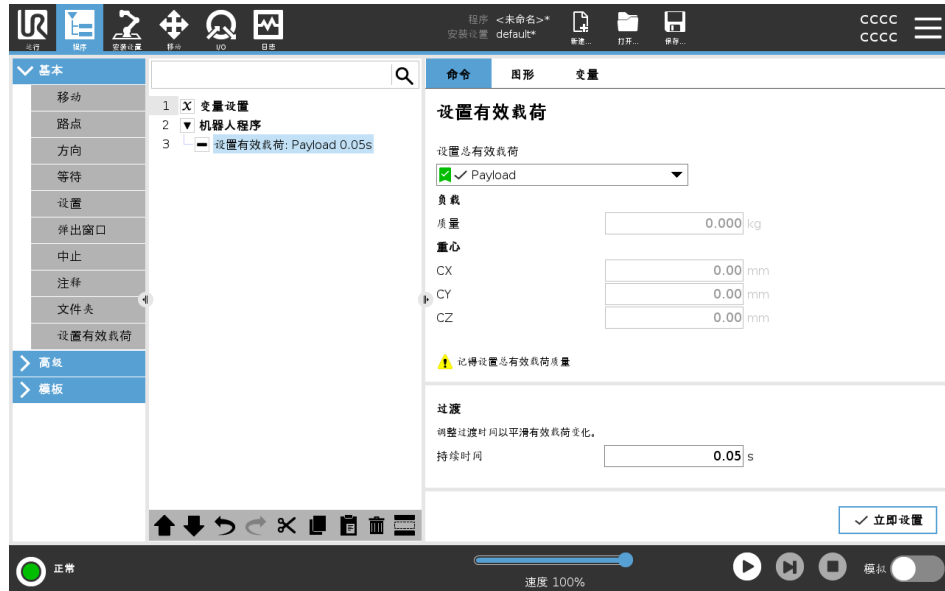 UR
运行
程序
安装设置
移动
I/O
日志
程序 <未命名>*
安装设置 default*
新建...
打开...
保存...
CCCC
CCCC
基本
移动
路点
方向
等待
设置
弹出窗口
中止
注释
文件夹
设置有效载荷
高级
模板
1 X 变量设置
2 机器人程序
3 设置有效载荷: Payload 0.05s
命令 图形 变量
设置有效载荷
设置总有效载荷
Payload
负载
质量 0.000 kg
重心
CX 0.00 mm
CY 0.00 mm
CZ 0.00 mm
记得设置总有效载荷质量
过渡
调整过渡时间以平滑有效载荷变化。
持续时间 0.05 s
立即设置
正常
速度 100%
模拟